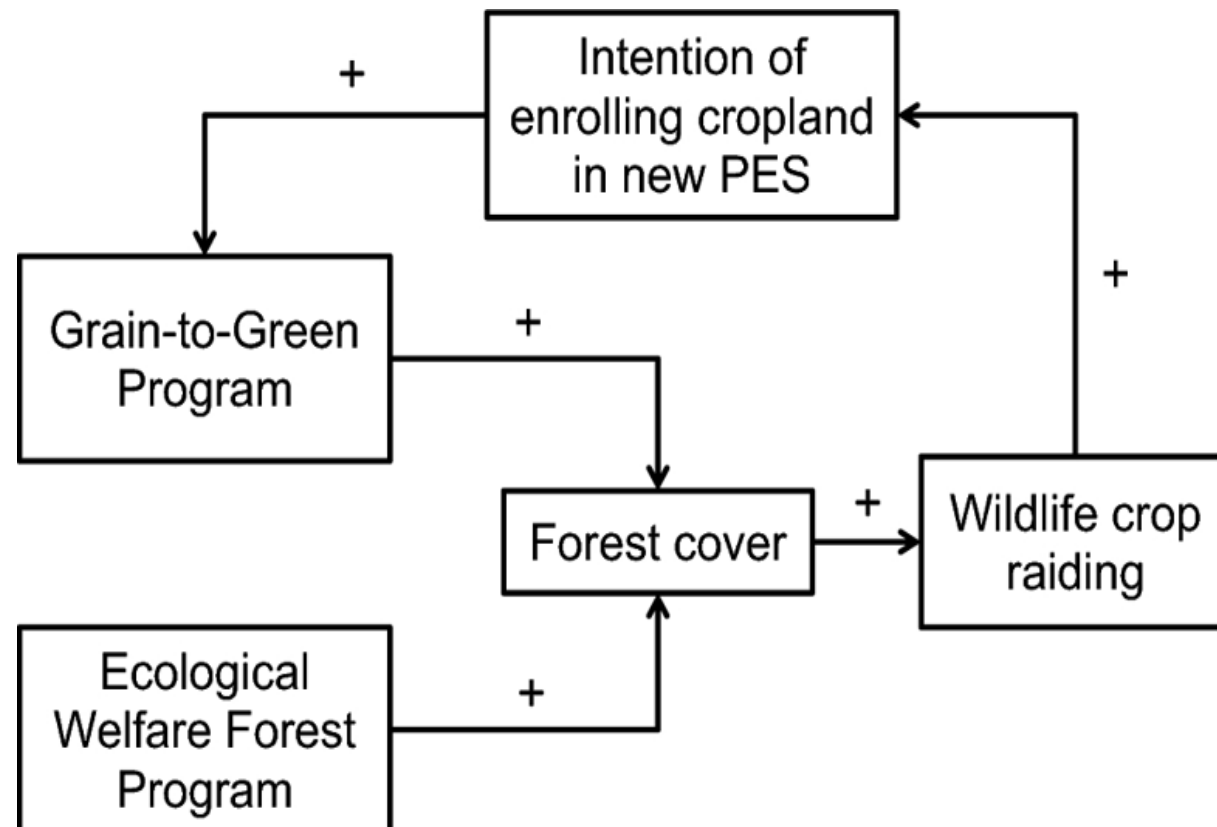 Intention of
enrolling cropland
in new PES
+
+
Grain-to-Green
Program
+
Forest cover
+
Wildlife crop
raiding
Ecological
Welfare Forest
Program
+